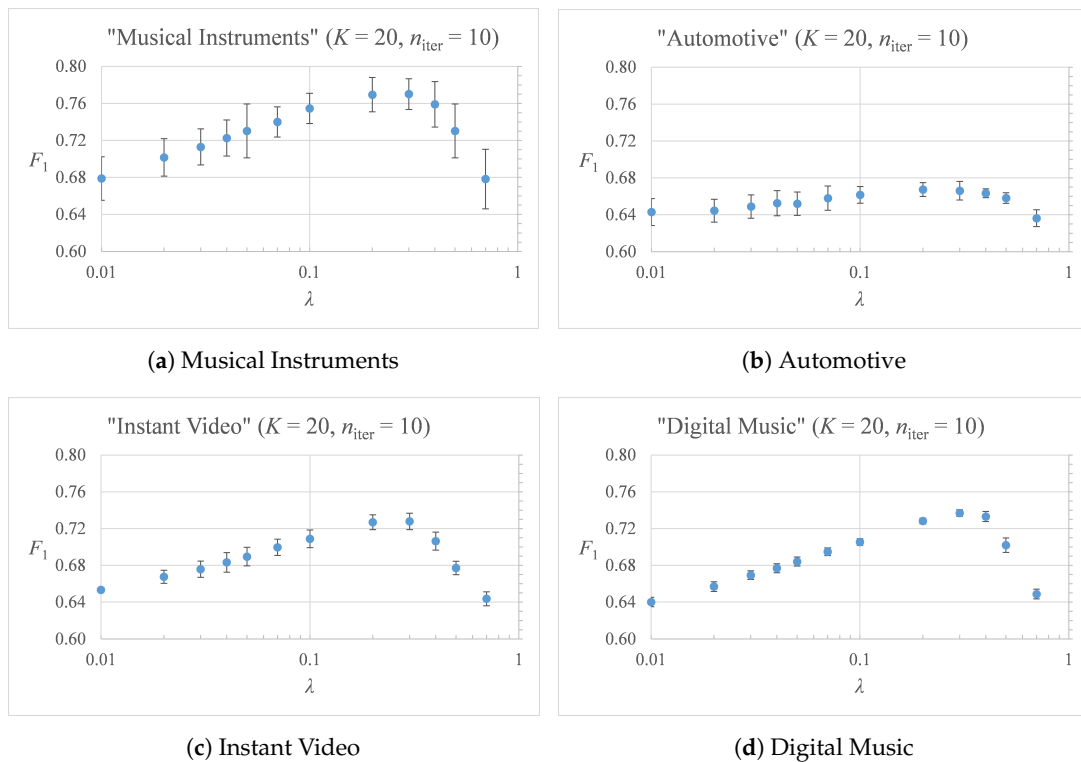 "Musical Instruments" (K = 20, n_iter = 10)
0.80
0.76
0.72
0.68
0.64
0.60
F₁
0.01
0.1
1
λ
(a) Musical Instruments
"Automotive" (K = 20, n_iter = 10)
0.80
0.76
0.72
0.68
0.64
0.60
F₁
0.01
0.1
1
λ
(b) Automotive
"Instant Video" (K = 20, n_iter = 10)
0.80
0.76
0.72
0.68
0.64
0.60
F₁
0.01
0.1
1
λ
(c) Instant Video
"Digital Music" (K = 20, n_iter = 10)
0.80
0.76
0.72
0.68
0.64
0.60
F₁
0.01
0.1
1
λ
(d) Digital Music